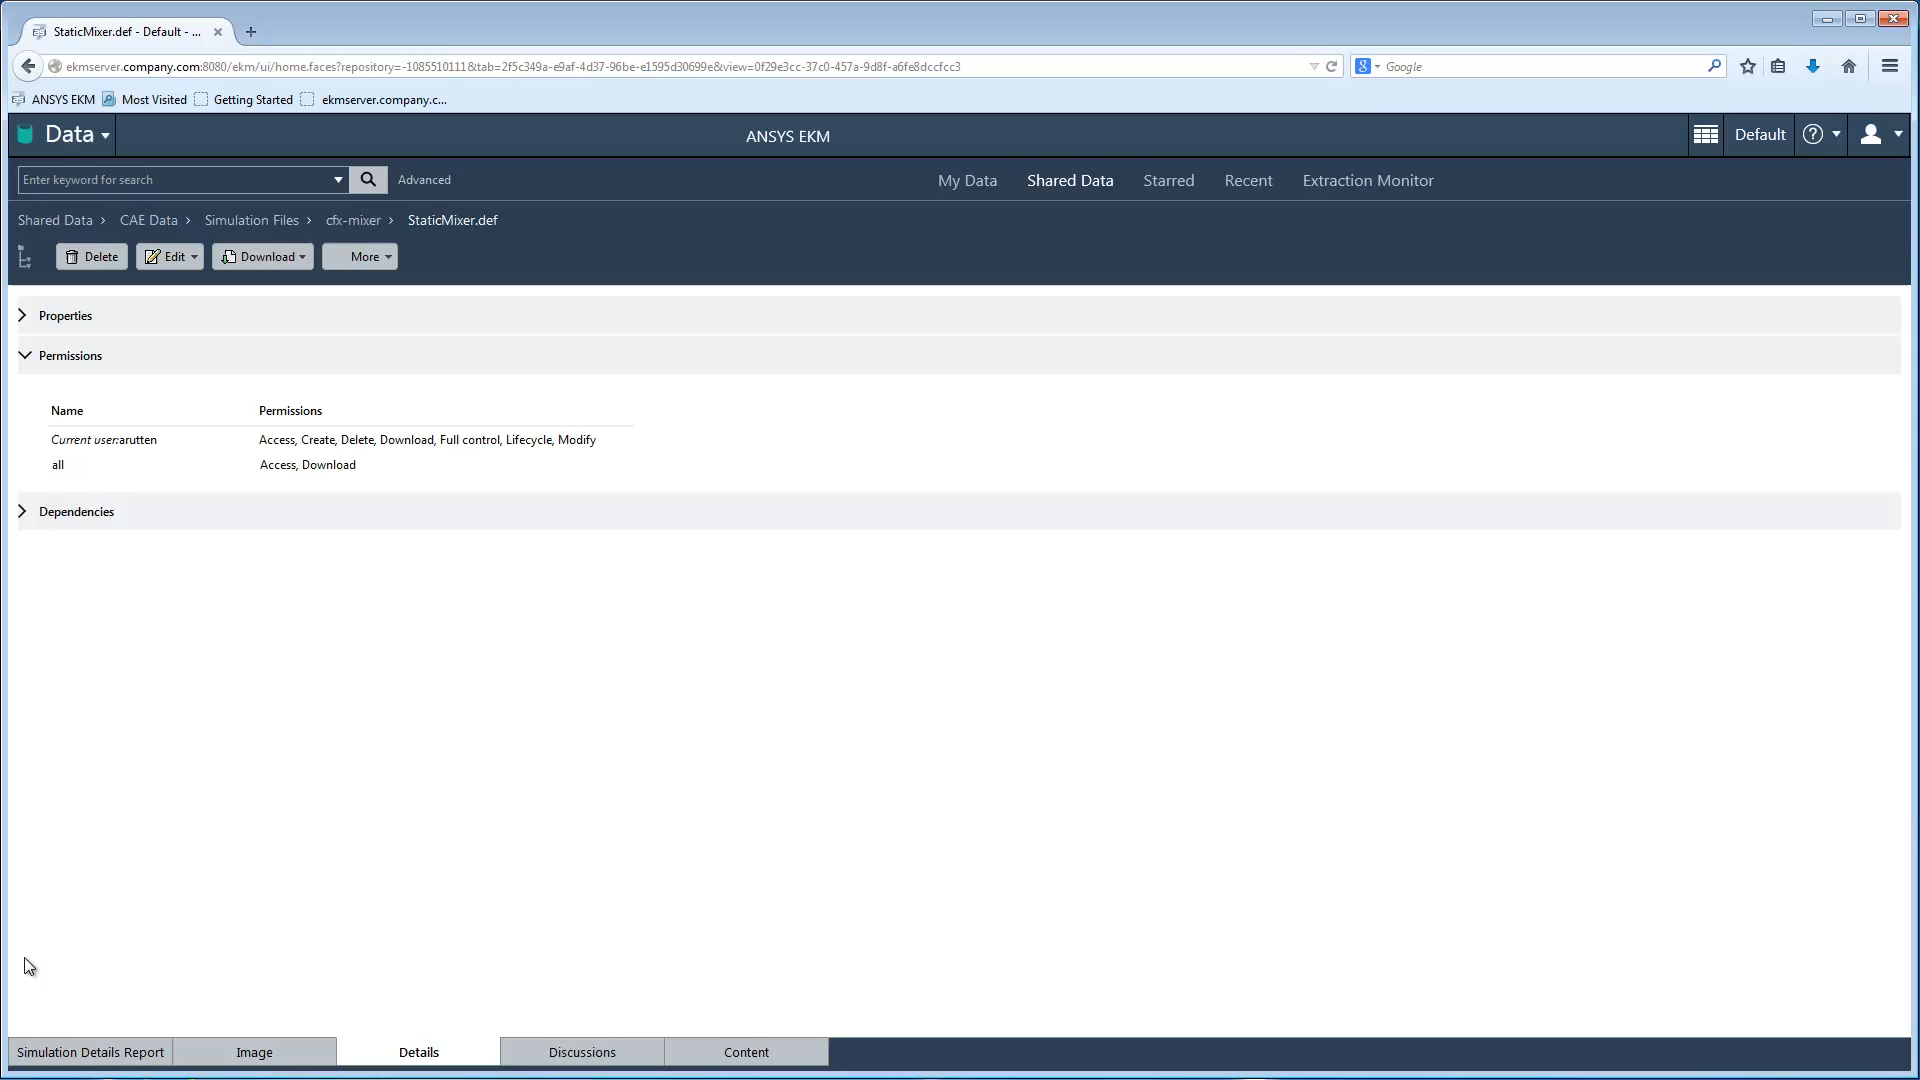 StaticMixer.def - Default - ...
ekmserver.company.com:8080/ekm/ui/home.faces?repository=-1085510111&tab=2f5c349a-e9af-4d37-96be-e1595d30699e&view=0f29e3cc-37c0-457a-9d8f-a6fe8dccfcc3
Google
ANSYS EKM Most Visited Getting Started ekmserver.company.c...
Data ANSYS EKM Default
Enter keyword for search Advanced My Data Shared Data Starred Recent Extraction Monitor
Shared Data > CAE Data > Simulation Files > cfx-mixer > StaticMixer.def
Delete Edit Download More
Properties
Permissions
Name Permissions
Current user:arutten Access, Create, Delete, Download, Full control, Lifecycle, Modify
all Access, Download
Dependencies
Simulation Details Report Image Details Discussions Content